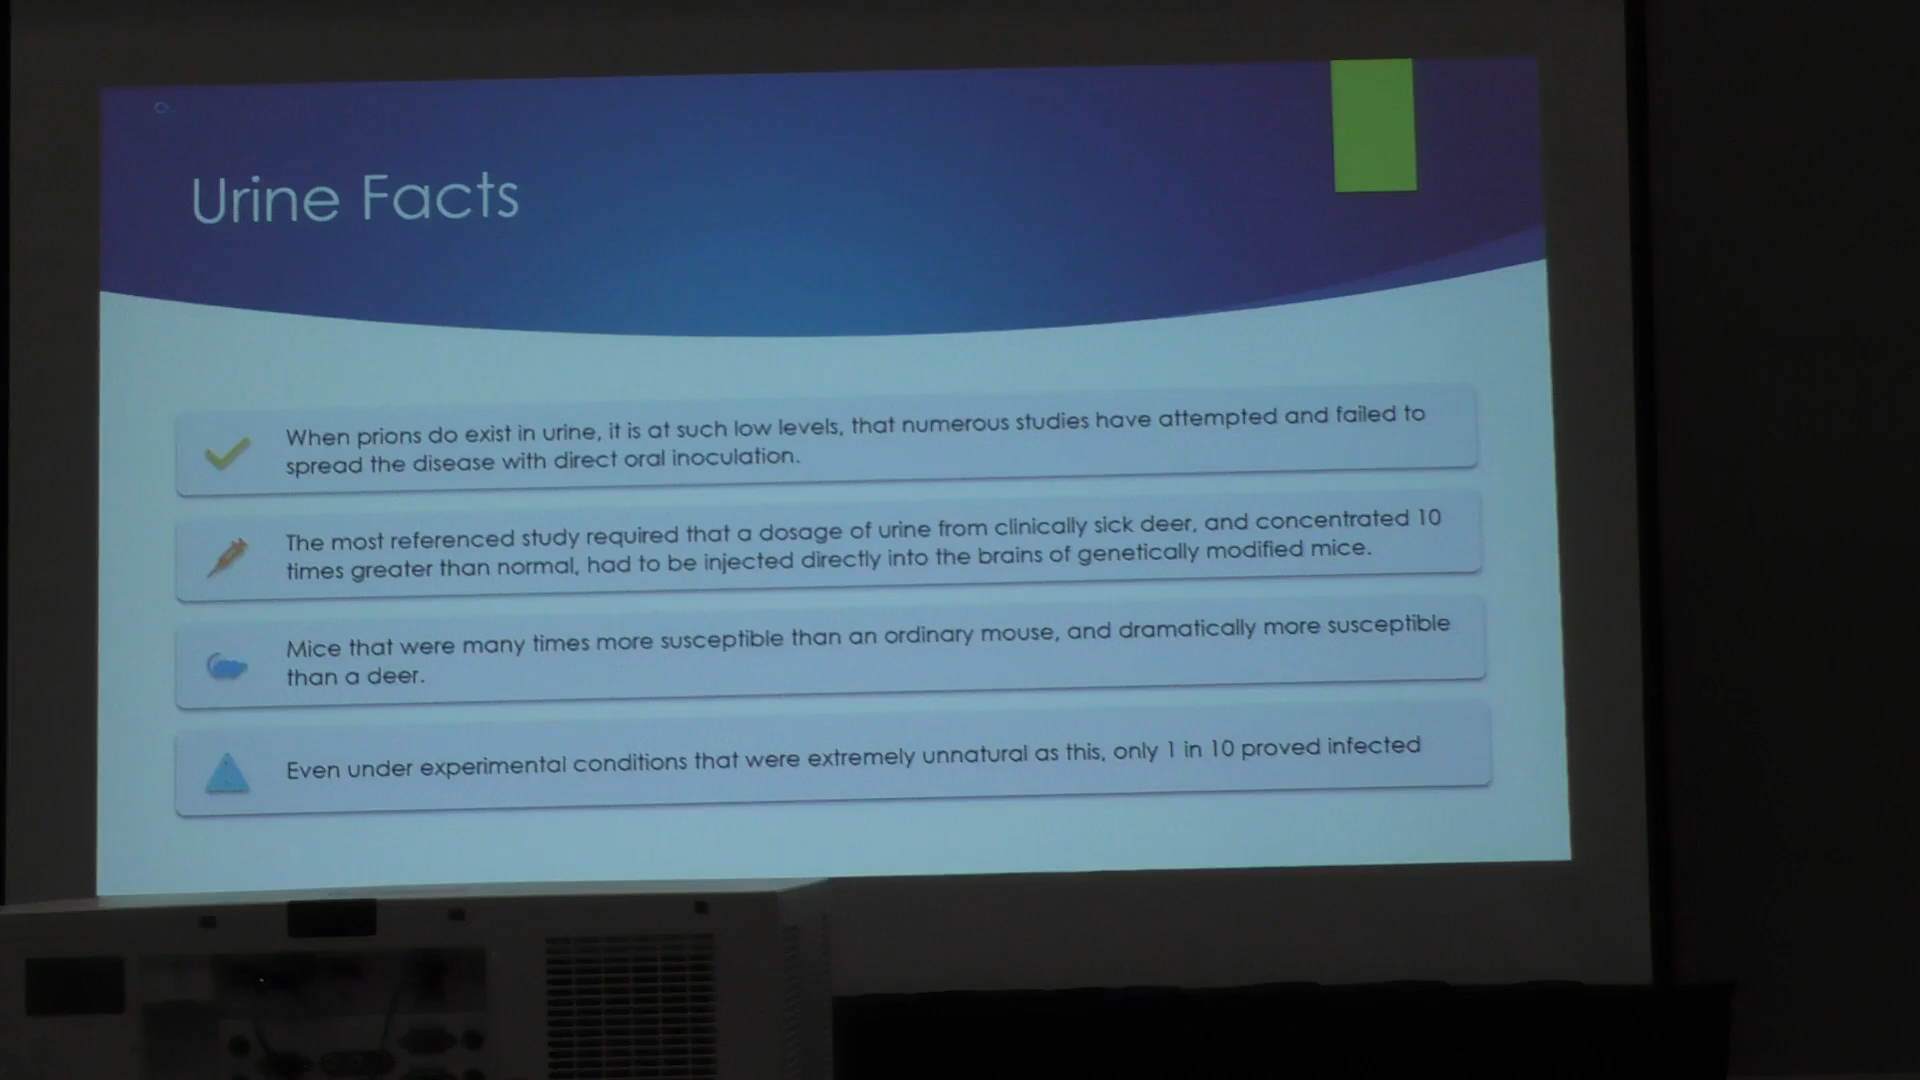 Urine Facts
When prions do exist in urine, it is at such low levels, that numerous studies have attempted and failed to
spread the disease with direct oral inoculation.
The most referenced study required that a dosage of urine from clinically sick deer, and concentrated 10
times greater than normal, had to be injected directly into the brains of genetically modified mice.
Mice that were many times more susceptible than an ordinary mouse, and dramatically more susceptible
than a deer.
Even under experimental conditions that were extremely unnatural as this, only 1 in 10 proved infected